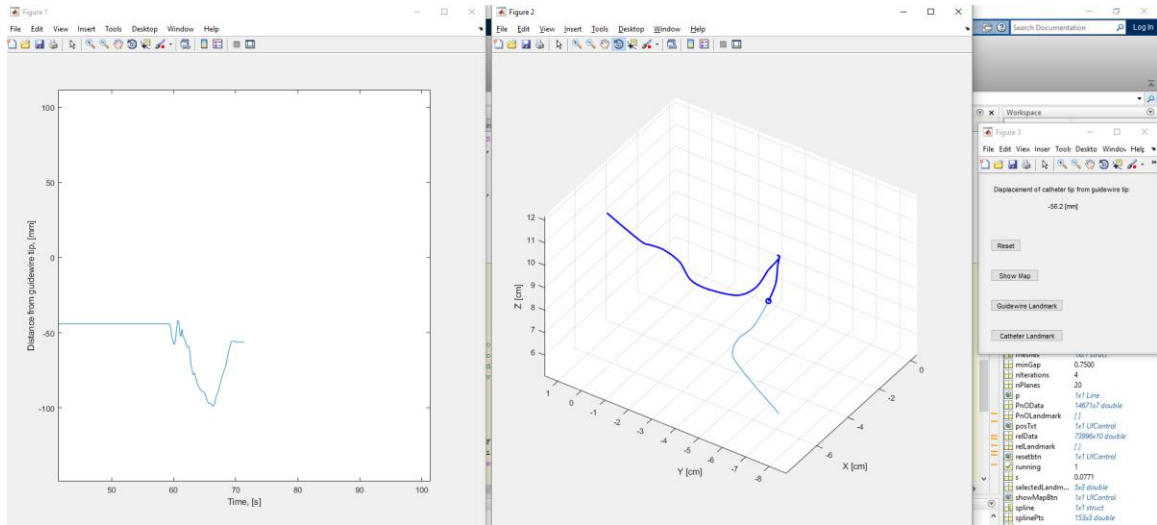 Figure 1
File Edit View Insert Tools Desktop Window Help
100
50
0
-50
-100
Distance from guidewire tip, [mm]
50 60 70 80 90 100
Time, [s]
Figure 2
File Edit View Insert Tools Desktop Window Help
12
11
10
9
8
7
6
Z [cm]
1 0 -1 -2 -3 -4 -5 -6 -7 -8
Y [cm]
0
-2
-4
-6
X [cm]
Search Documentation Log In
Workspace
Figure 3
File Edit View Inser Tools Deskto Window Help
Displacement of catheter tip from guidewire tip:
-56.2 [mm]
Reset
Show Map
Guidewire Landmark
Catheter Landmark
minGap 0.7500
nIterations 4
nPlanes 20
p 1x1 Line
PnOData 14671x7 double
PnOLandmark []
posTxt 1x1 UIControl
relData 73996x10 double
relLandmark []
resetbtn 1x1 UIControl
running 1
s 0.0771
selectedLandm... 5x3 double
showMapBtn 1x1 UIControl
spline 1x1 struct
splinePts 153x3 double